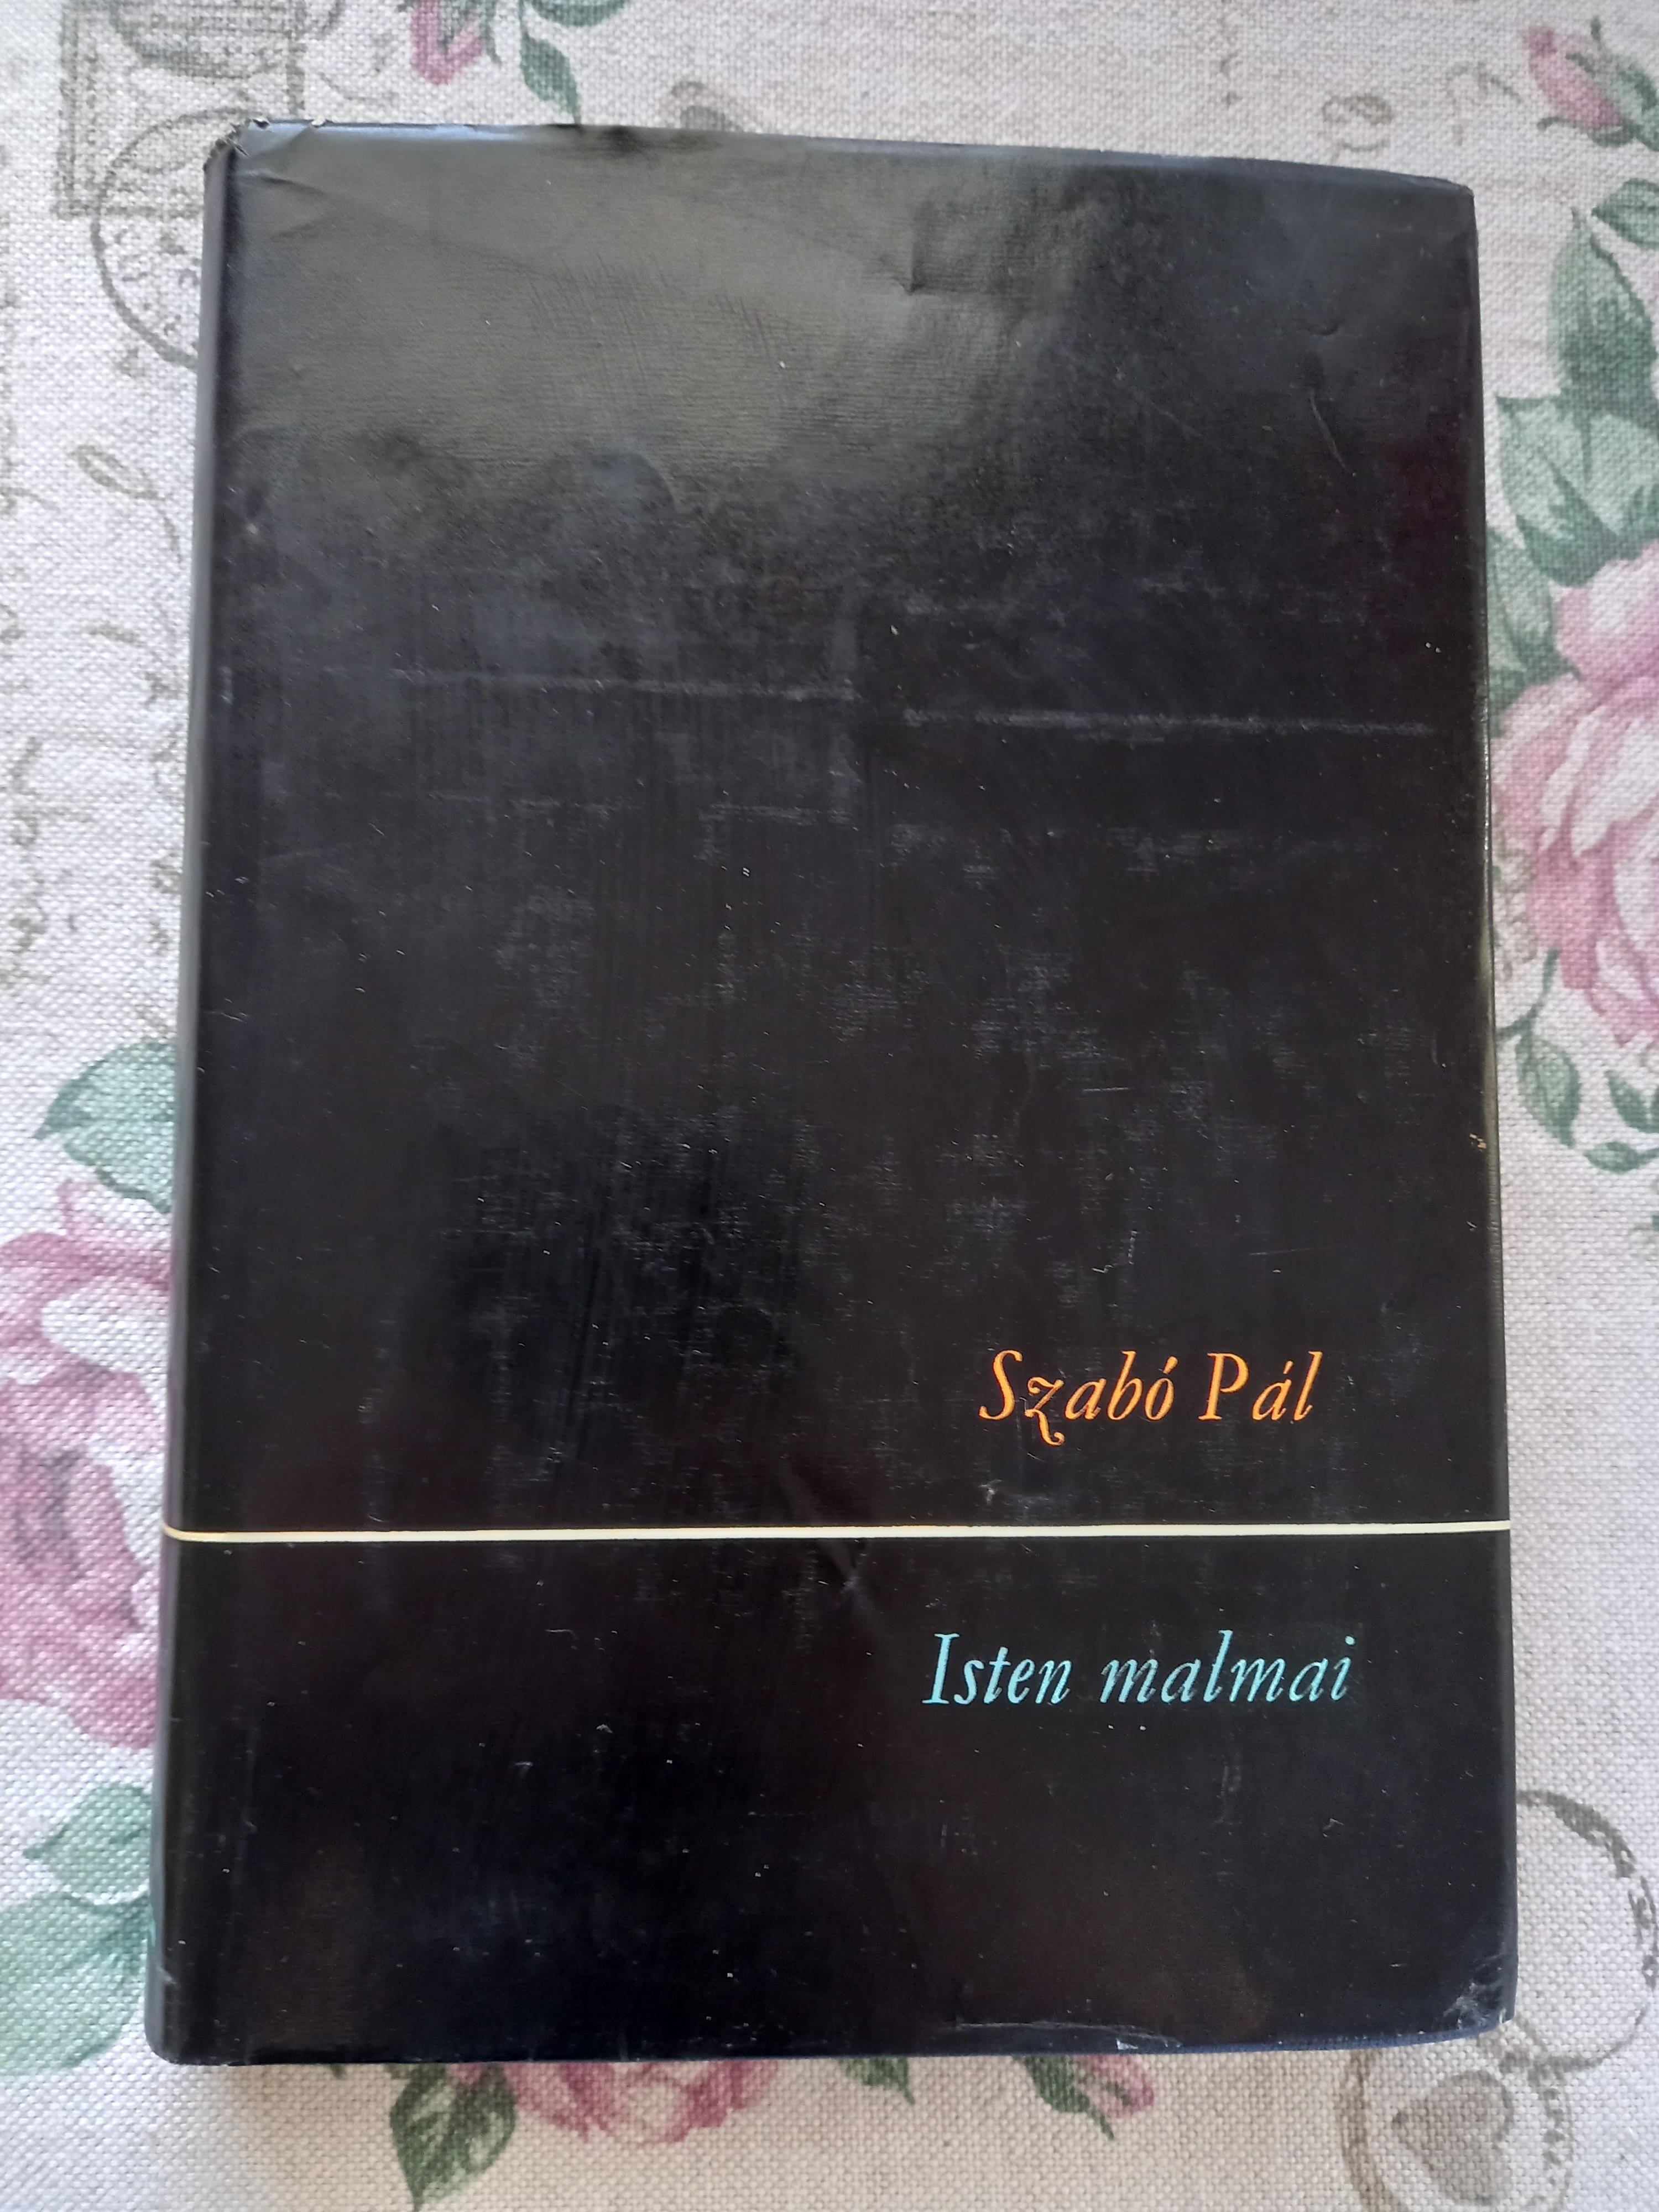 Szabó Pál
Isten malmai